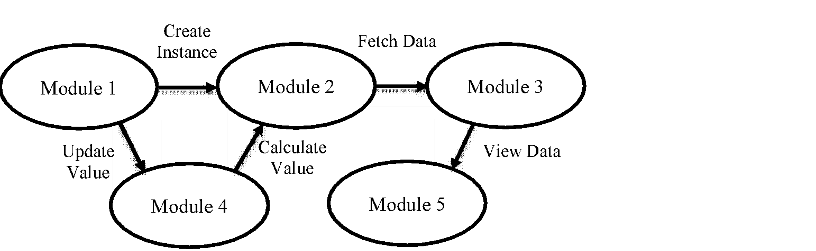 Create
Instance
Fetch Data
Module 1
Module 2
Module 3
Update
Value
Calculate
Value
View Data
Module 4
Module 5